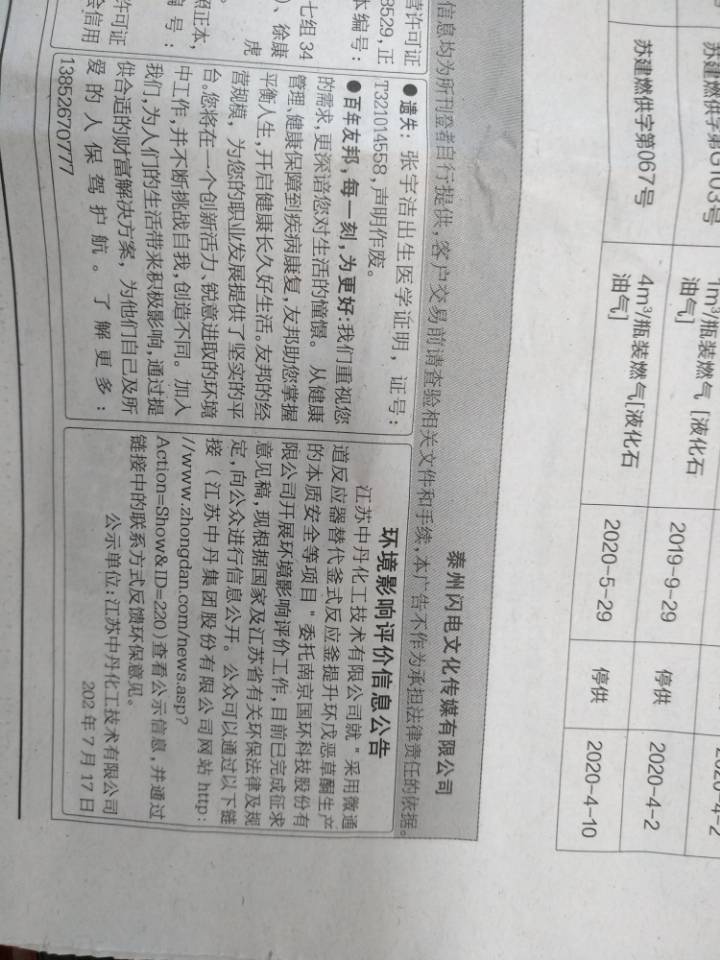 苏建燃供字第0103号
1m³/瓶装燃气[液化石
油气]
2019-9-29
停供
2020-4-2
苏建燃供字第067号
4m³/瓶装燃气[液化石
油气]
2020-5-29
停供
2020-4-10
泰州闪电文化传媒有限公司
信息均为所刊登者自行提供,客户交易前请查验相关文件和手续,本广告不作为承担法律责任的依据。
营许可证
8529,正
本编号:
七组34
)、徐康
虎
照正本,
编号:
许可证
会信用
●遗失:张宇洁出生医学证明,证号:
T321014558,声明作废。
●百年友邦,每一刻,为更好:我们重视您
的需求,更深谙您对生活的憧憬。从健康
管理、健康保障到疾病康复,友邦助您掌握
平衡人生,开启健康长久好生活。友邦的经
营规模,为您的职业发展提供了坚实的平
台。您将在一个创新活力、锐意进取的环境
中工作,并不断挑战自我,创造不同。加入
我们,为人们的生活带来积极影响,通过提
供合适的财富解决方案,为他们自己及所
爱的人保驾护航。了解更多:
13852670777
环境影响评价信息公告
江苏中丹化工技术有限公司就"采用微通
道反应器替代釜式反应釜提升环戊恶草酮生产
的本质安全等项目"委托南京国环科技股份有
限公司开展环境影响评价工作,目前已完成征求
意见稿,现根据国家及江苏省有关环保法律及规
定,向公众进行信息公开。公众可以通过以下链
接(江苏中丹集团股份有限公司网站http:
//www.zhongdan.com/news.asp?
Action=Show&ID=220)查看公示信息,并通过
链接中的联系方式反馈环保意见。
公示单位:江苏中丹化工技术有限公司
202 年7月17日